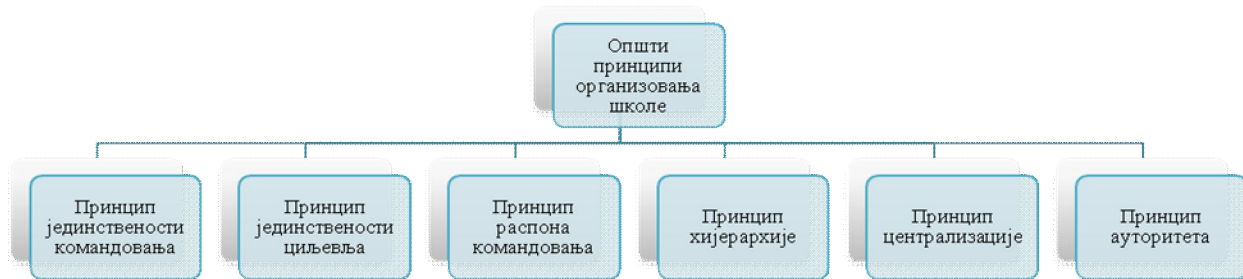 Општи
принципи
организовања
школе
Принцип
јединствености
командовања
Принцип
јединствености
циљевља
Принцип
распона
командовања
Принцип
хијерархије
Принцип
централизације
Принцип
ауторитета